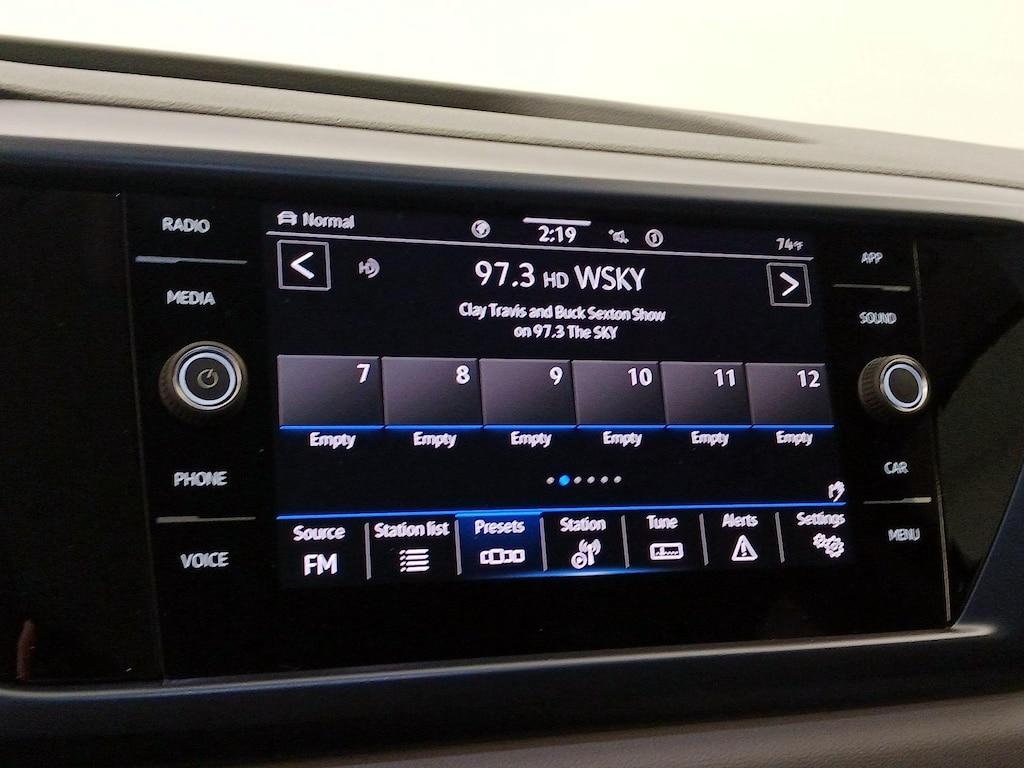 RADIO
MEDIA
PHONE
VOICE
Normal
2:19
74°F
<
HD
97.3 HD WSKY
>
Clay Travis and Buck Sexton Show
on 97.3 The SKY
7 8 9 10 11 12
Empty Empty Empty Empty Empty Empty
Source Station list Presets Station Tune Alerts Settings
FM
APP
SOUND
CAR
MENU